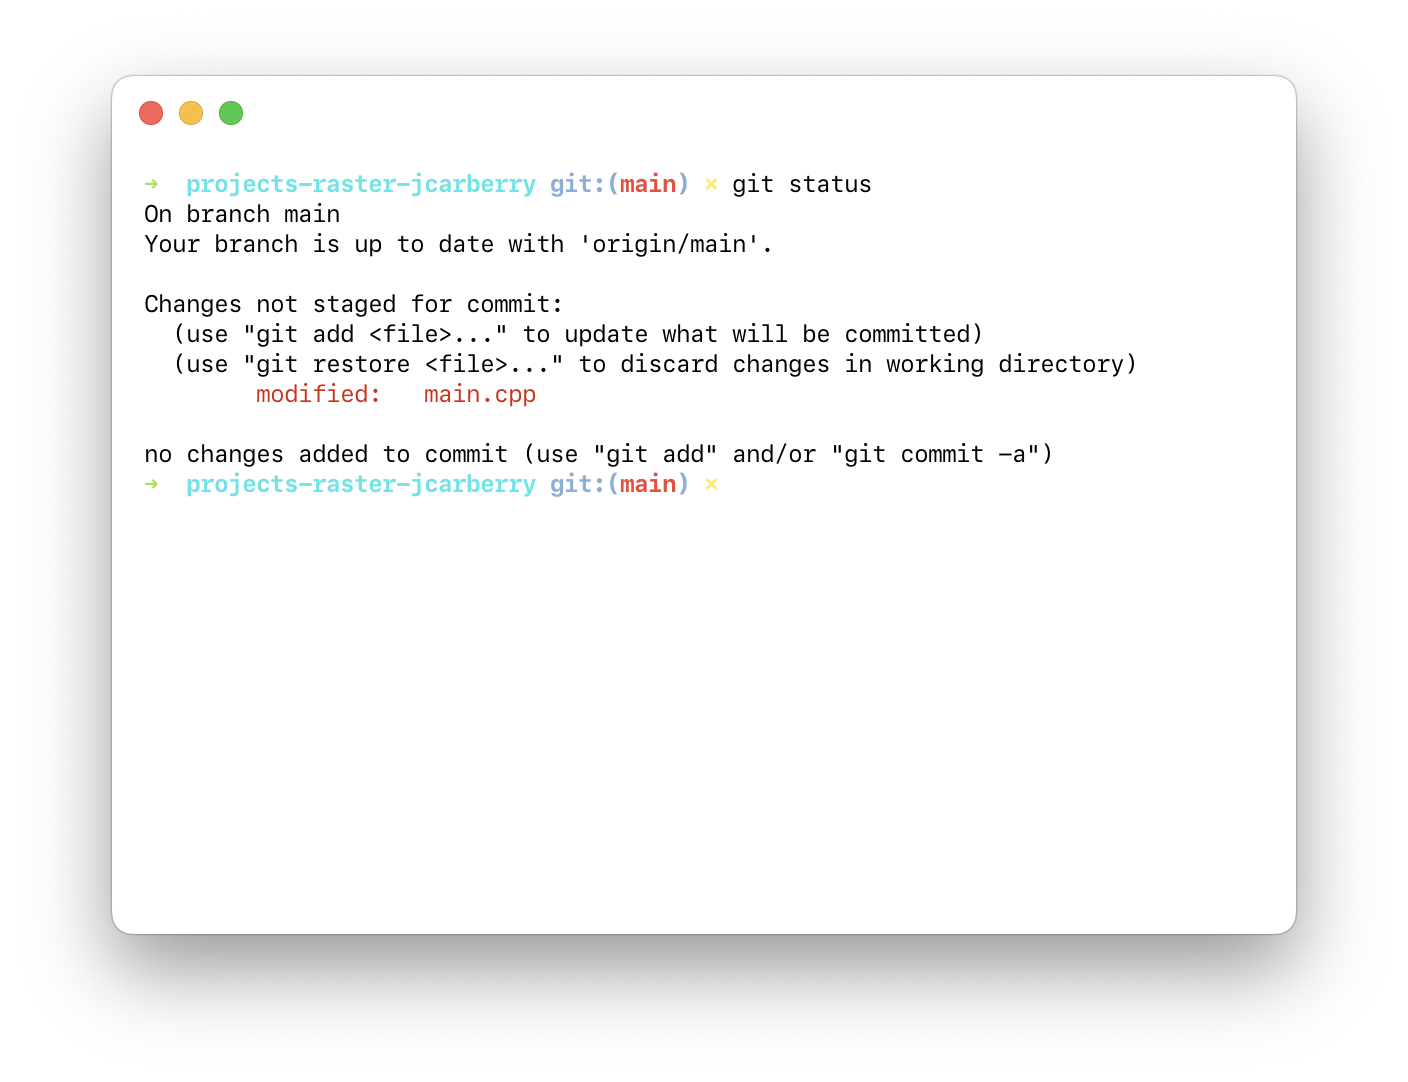 ➜  projects-raster-jcarberry git:(main) ✗ git status
On branch main
Your branch is up to date with 'origin/main'.

Changes not staged for commit:
  (use "git add <file>..." to update what will be committed)
  (use "git restore <file>..." to discard changes in working directory)
        modified:   main.cpp

no changes added to commit (use "git add" and/or "git commit -a")
➜  projects-raster-jcarberry git:(main) ✗